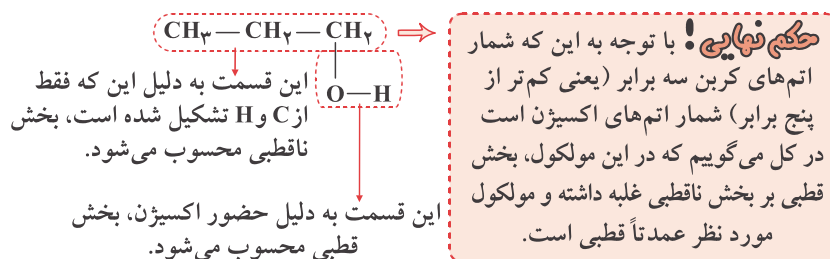 CH۳ — CH۲ — CH۲
O — H
این قسمت به دلیل این که فقط
از C و H تشکیل شده است، بخش
ناقطبی محسوب می‌شود.
این قسمت به دلیل حضور اکسیژن، بخش
قطبی محسوب می‌شود.
حکم نهایی! با توجه به این که شمار
اتم‌های کربن سه برابر (یعنی کم‌تر از
پنج برابر) شمار اتم‌های اکسیژن است
در کل می‌گوییم که در این مولکول، بخش
قطبی بر بخش ناقطبی غلبه داشته و مولکول
مورد نظر عمدتاً قطبی است.